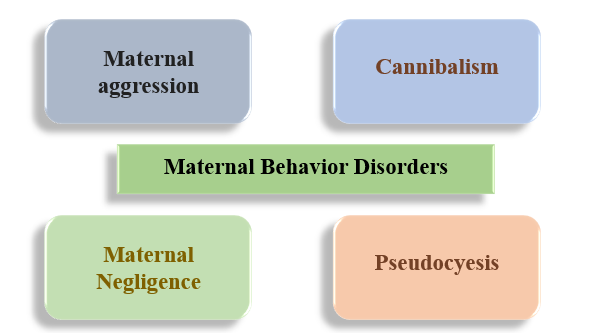 Maternal
aggression
Cannibalism
Maternal Behavior Disorders
Maternal
Negligence
Pseudocyesis